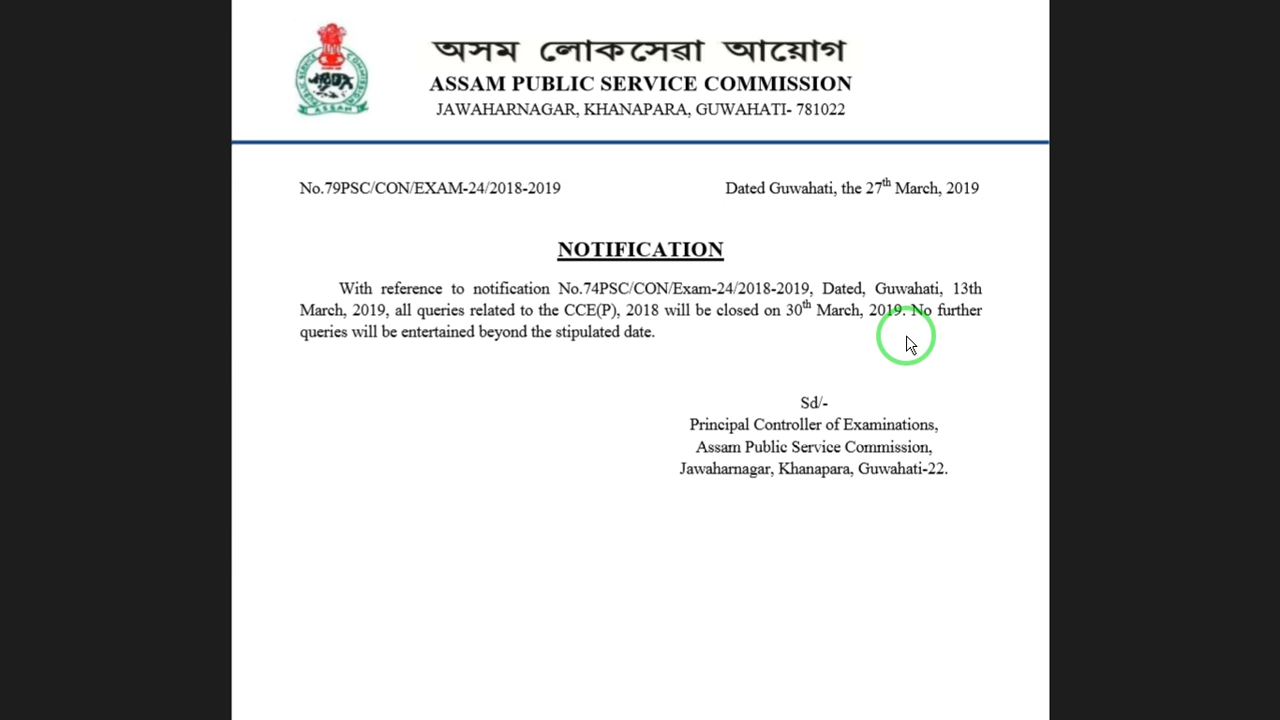 অসম লোকসেৱা আয়োগ
ASSAM PUBLIC SERVICE COMMISSION
JAWAHARNAGAR, KHANAPARA, GUWAHATI- 781022
No.79PSC/CON/EXAM-24/2018-2019 Dated Guwahati, the 27th March, 2019
NOTIFICATION
With reference to notification No.74PSC/CON/Exam-24/2018-2019, Dated, Guwahati, 13th
March, 2019, all queries related to the CCE(P), 2018 will be closed on 30th March, 2019. No further
queries will be entertained beyond the stipulated date.
Sd/-
Principal Controller of Examinations,
Assam Public Service Commission,
Jawaharnagar, Khanapara, Guwahati-22.